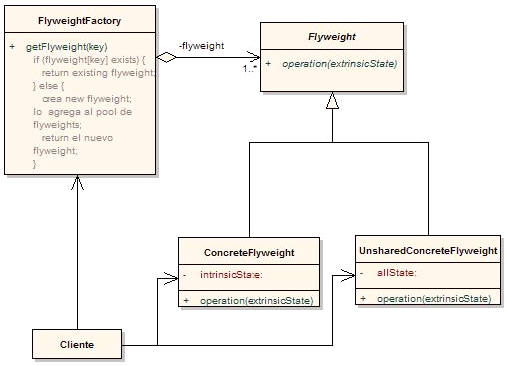 FlyweightFactory
+ getFlyweight(key)
if (flyweight[key] exists) {
return existing flyweight;
} else {
crea new flyweight;
lo agrega al pool de
flyweights;
return el nuevo
flyweight;
}
-flyweight
1..*
Flyweight
+ operation(extrinsicState)
ConcreteFlyweight
- intrinsicState:
+ operation(extrinsicState)
UnsharedConcreteFlyweight
- allState:
+ operation(extrinsicState)
Cliente